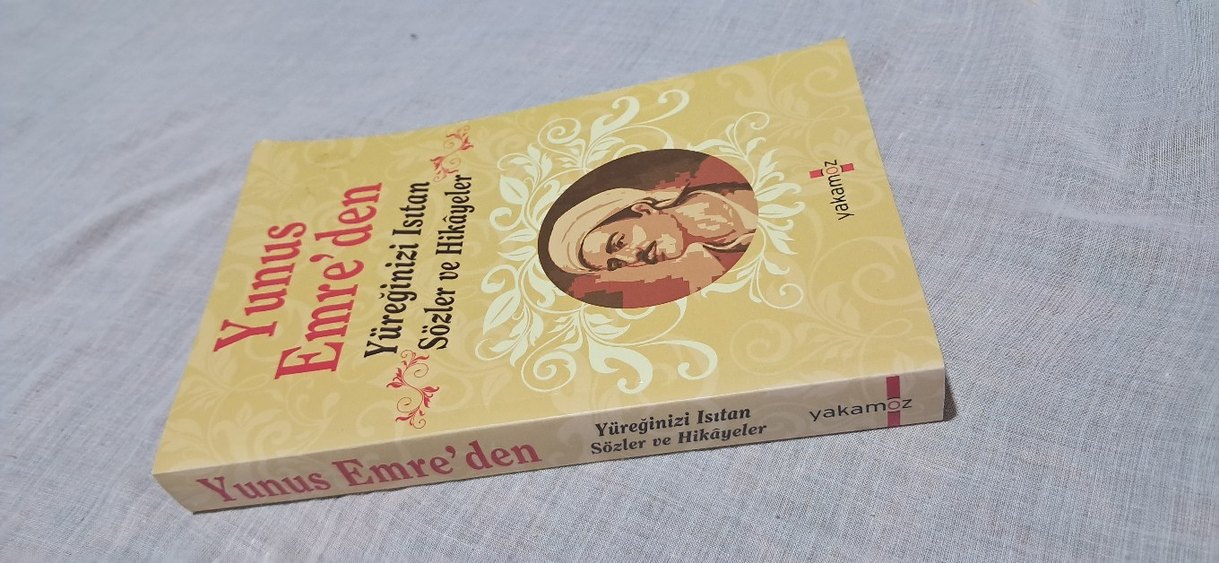 Yunus
Emre'den
Yüreğinizi Isıtan
Sözler ve Hikâyeler
yakamoz
Yunus Emre'den
Yüreğinizi Isıtan
Sözler ve Hikâyeler
yakamoz